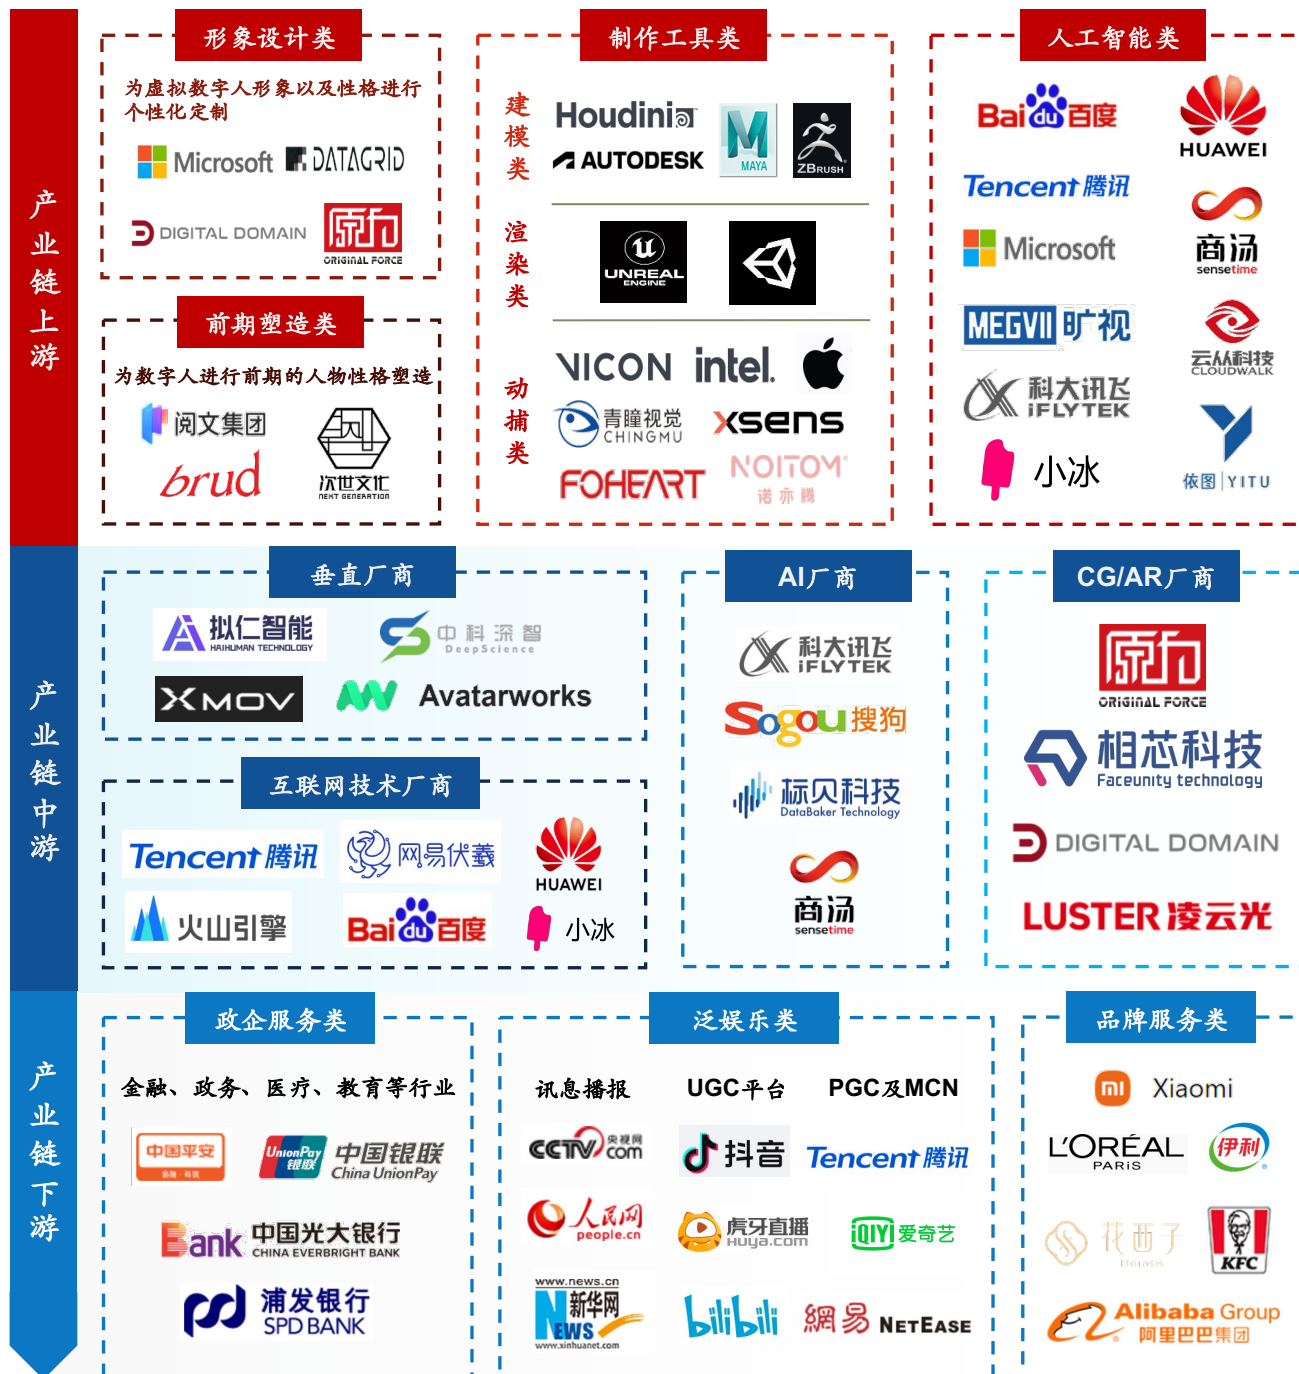 产业链上游
形象设计类
为虚拟数字人形象以及性格进行
个性化定制
Microsoft
DATAGRID
DIGITAL DOMAIN
原力
ORIGINAL FORCE
前期塑造类
为数字人进行前期的人物性格塑造
阅文集团
brud
次世文化
NEXT GENERARTION
制作工具类
建模类
Houdini
AUTODESK
M
MAYA
ZBRUSH
渲染类
UNREAL
ENGINE
动捕类
VICON
intel.
青瞳视觉
CHINGMU
XSENS
FOHEART
NOITOM
诺亦腾
人工智能类
Bai du 百度
HUAWEI
Tencent 腾讯
商汤
sensetime
Microsoft
MEGVII 旷视
云从科技
CLOUDWALK
科大讯飞
iFLYTEK
小冰
依图 YITU
产业链中游
垂直厂商
拟仁智能
HAIHUMAN TECHNOLOGY
中科深智
DeepScience
XMOV
Avatarworks
互联网技术厂商
Tencent 腾讯
网易伏羲
HUAWEI
火山引擎
Bai du 百度
小冰
AI厂商
科大讯飞
iFLYTEK
Sogou 搜狗
标贝科技
DataBaker Technology
商汤
sensetime
CG/AR厂商
原力
ORIGINAL FORCE
相芯科技
Faceunity technology
DIGITAL DOMAIN
LUSTER 凌云光
产业链下游
政企服务类
金融、政务、医疗、教育等行业
中国平安
金融·科技
UnionPay
银联
中国银联
China UnionPay
Bank 中国光大银行
CHINA EVERBRIGHT BANK
浦发银行
SPD BANK
泛娱乐类
讯息播报
UGC平台
PGC及MCN
CCTV.com
央视网
抖音
Tencent 腾讯
人民网
people.cn
虎牙直播
HUYA.COM
iQIYI 爱奇艺
www.news.cn
新华网
NEWS
www.xinhuanet.com
bilibili
網易 NETEASE
品牌服务类
mi
Xiaomi
L'ORÉAL
PARIS
伊利
花西子
Florasis
KFC
Alibaba Group
阿里巴巴集团